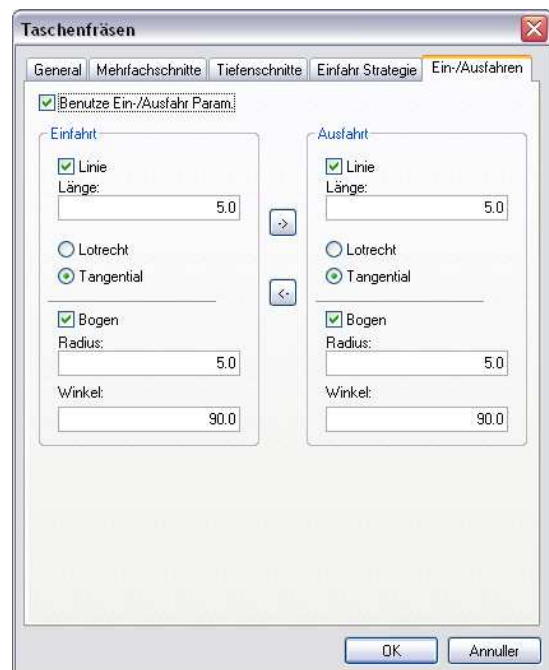 Taschenfräsen
General Mehrfachschnitte Tiefenschnitte Einfahr Strategie Ein-/Ausfahren
Benutze Ein-/Ausfahr Param.
Einfahrt
Linie
Länge:
5.0
Lotrecht
Tangential
Bogen
Radius:
5.0
Winkel:
90.0
->
<-
Ausfahrt
Linie
Länge:
5.0
Lotrecht
Tangential
Bogen
Radius:
5.0
Winkel:
90.0
OK Annuller